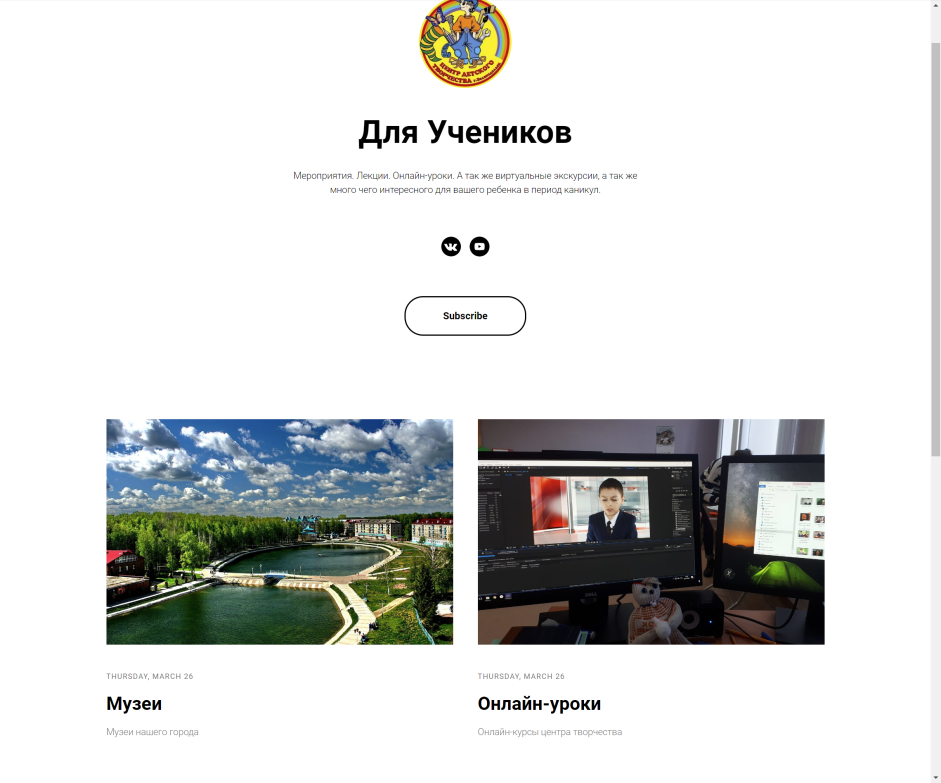 ЦЕНТР ДЕТСКОГО
ТВОРЧЕСТВА
Для Учеников
Мероприятия. Лекции. Онлайн-уроки. А так же виртуальные экскурсии, а так же
много чего интересного для вашего ребенка в период каникул.
Subscribe
THURSDAY, MARCH 26
Музеи
Музеи нашего города
THURSDAY, MARCH 26
Онлайн-уроки
Онлайн-курсы центра творчества